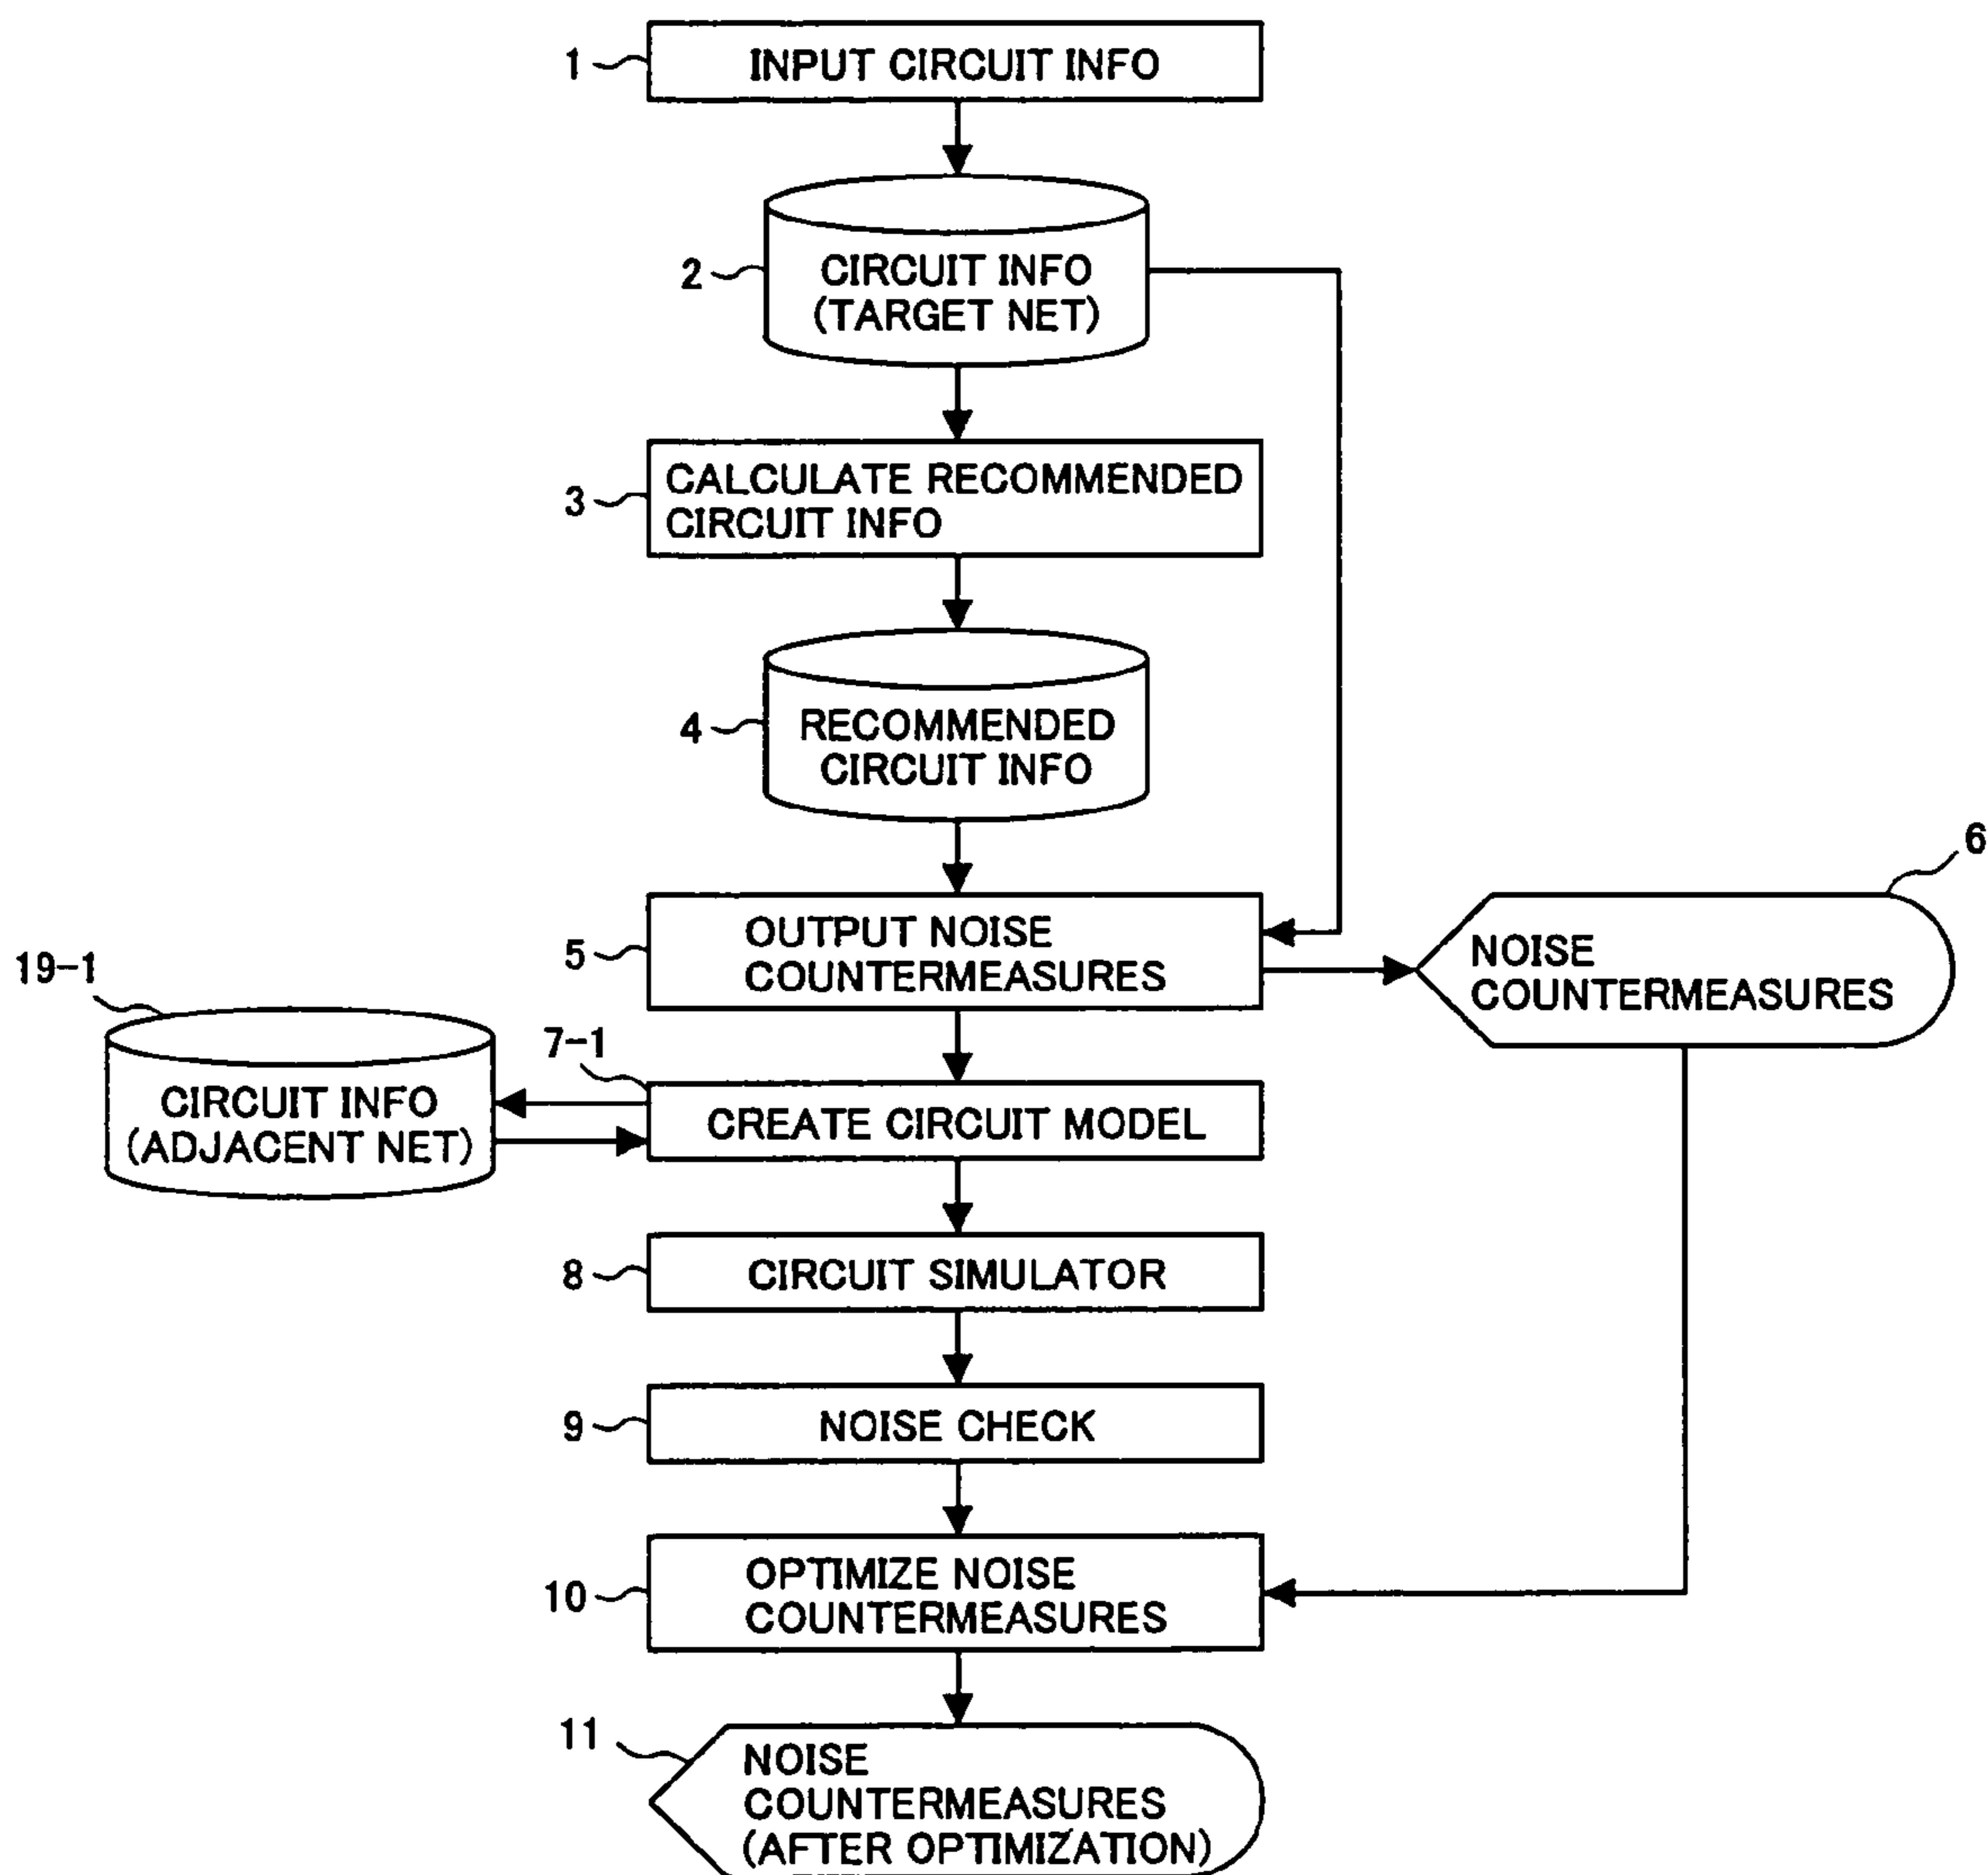 1
INPUT CIRCUIT INFO
2
CIRCUIT INFO
(TARGET NET)
3
CALCULATE RECOMMENDED
CIRCUIT INFO
4
RECOMMENDED
CIRCUIT INFO
5
OUTPUT NOISE
COUNTERMEASURES
6
NOISE
COUNTERMEASURES
19-1
CIRCUIT INFO
(ADJACENT NET)
7-1
CREATE CIRCUIT MODEL
8
CIRCUIT SIMULATOR
9
NOISE CHECK
10
OPTIMIZE NOISE
COUNTERMEASURES
11
NOISE
COUNTERMEASURES
(AFTER OPTIMIZATION)